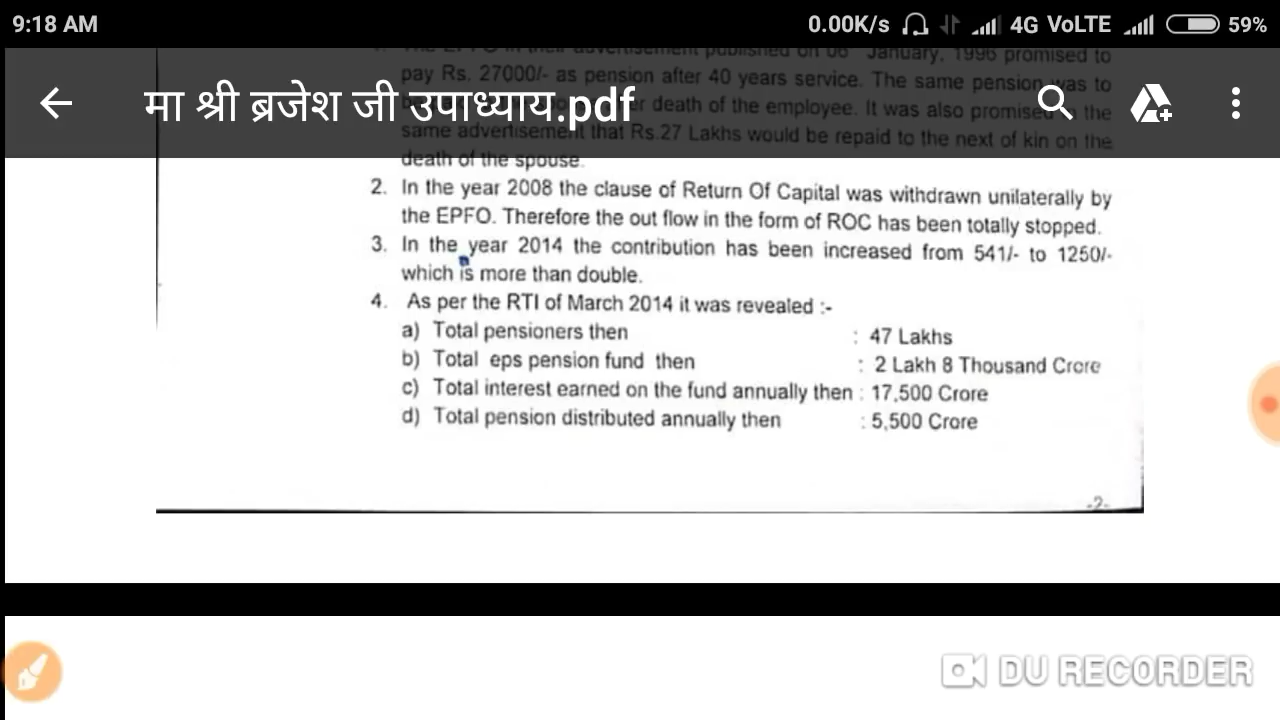 9:18 AM 0.00K/s 4G VoLTE 59%
The EPFO in their advertisement published on 06 January, 1996 promised to
pay Rs. 27000/- as pension after 40 years service. The same pension was to
मा श्री ब्रजेश जी उपाध्याय.pdf
death of the employee. It was also promised the
same advertisement that Rs.27 Lakhs would be repaid to the next of kin on the
death of the spouse.
2. In the year 2008 the clause of Return Of Capital was withdrawn unilaterally by
the EPFO. Therefore the out flow in the form of ROC has been totally stopped.
3. In the year 2014 the contribution has been increased from 541/- to 1250/-
which is more than double.
4. As per the RTI of March 2014 it was revealed :-
a) Total pensioners then : 47 Lakhs
b) Total eps pension fund then : 2 Lakh 8 Thousand Crore
c) Total interest earned on the fund annually then : 17,500 Crore
d) Total pension distributed annually then : 5,500 Crore
-2-
DU RECORDER